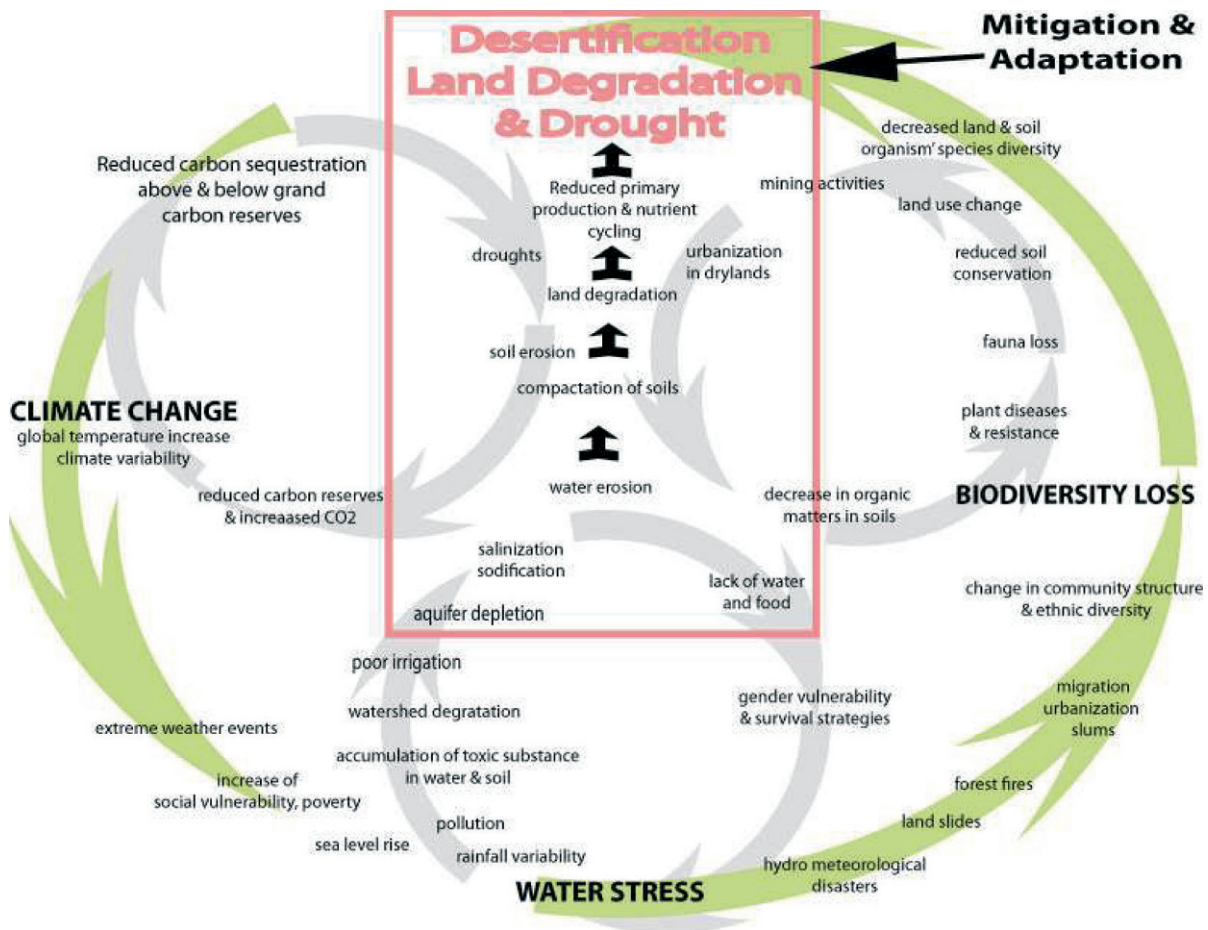 Desertification
Land Degradation
& Drought
Mitigation &
Adaptation
decreased land & soil
organism' species diversity
mining activities
land use change
reduced soil
conservation
fauna loss
plant diseases
& resistance
Reduced carbon sequestration
above & below grand
carbon reserves
Reduced primary
production & nutrient
cycling
droughts
urbanization
in drylands
land degradation
soil erosion
compactation of soils
CLIMATE CHANGE
global temperature increase
climate variability
reduced carbon reserves
& increaased CO2
water erosion
decrease in organic
matters in soils
BIODIVERSITY LOSS
salinization
sodification
lack of water
and food
aquifer depletion
change in community structure
& ethnic diversity
poor irrigation
watershed degratation
gender vulnerability
& survival strategies
migration
urbanization
slums
extreme weather events
accumulation of toxic substance
in water & soil
increase of
social vulnerability, poverty
forest fires
pollution
land slides
sea level rise
rainfall variability
hydro meteorological
disasters
WATER STRESS